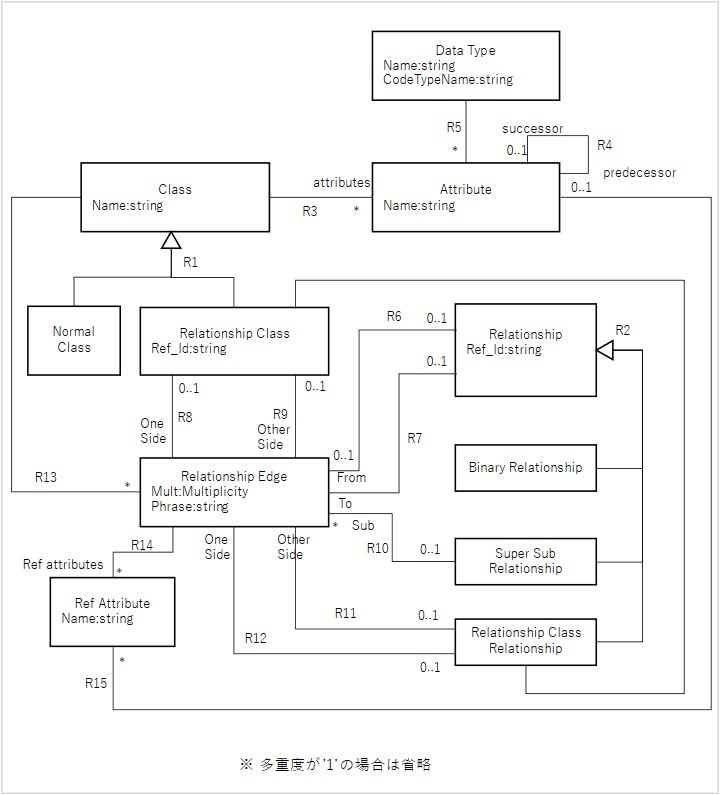 Data Type
Name:string
CodeTypeName:string
R5
*
successor
0..1
R4
0..1
predecessor
Class
Name:string
attributes
R3
*
Attribute
Name:string
R1
Normal
Class
Relationship Class
Ref_Id:string
R6
0..1
Relationship
Ref_Id:string
R2
0..1
0..1
0..1
R8
One
Side
R9
Other
Side
R7
R13
*
Relationship Edge
Mult:Multiplicity
Phrase:string
0..1
From
To
*
Sub
Binary Relationship
R14
One
Side
Other
Side
R10
0..1
Super Sub
Relationship
Ref attributes
*
Ref Attribute
Name:string
R11
0..1
R12
0..1
Relationship Class
Relationship
*
R15
※ 多重度が’1’の場合は省略